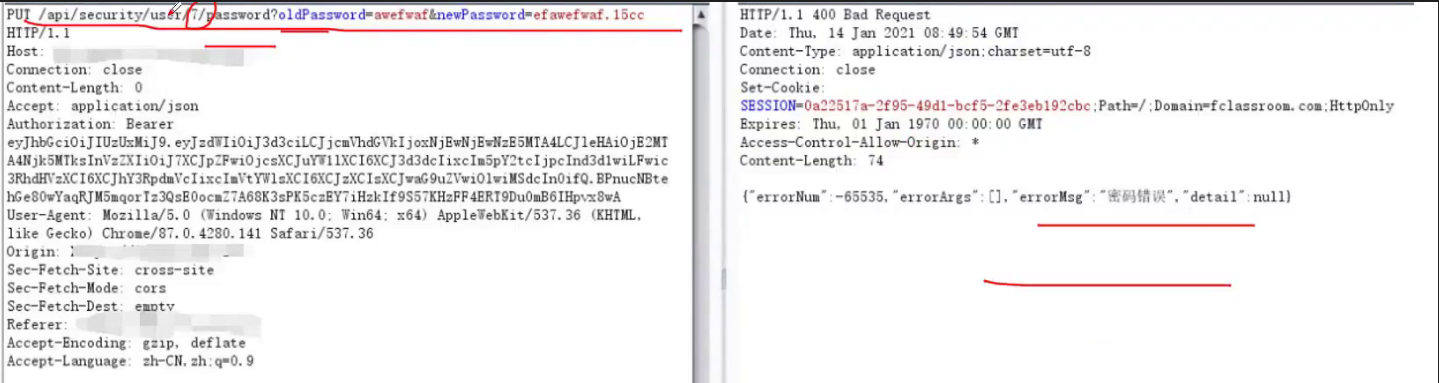 PUT /api/security/user/7/password?oldPassword=awefwaf&newPassword=efawefwaf.15cc
HTTP/1.1
Host:
Connection: close
Content-Length: 0
Accept: application/json
Authorization: Bearer
eyJhbGciOiJIUzUxMiJ9.eyJzdWIiOiJ3d3ciLCJjcmVhdGVkIjoxNjEwNjEwNzE5MTA4LCJleHAiOjE2MT
A4Njk5MTksInVzZXIiOiJ7XCJpZFwiOjcsXCJuYW1lXCI6XCJ3d3dcIixcIm5pY2tcIjpcInd3d1wiLFwic
3RhdHVzXCI6XCJhY3RpdmVcIixcImVtYWlsXCI6XCJzXCIsXCJwaG9uZVwiOlwiMSdcIn0ifQ.BPnucNBte
hGe80wYaqRJM5mqorTz3QsE0ocmZ7A68K3sPK5czEY7iHzkIf9S57KHzFF4ERT9Du0mB6IHpvx8wA
User-Agent: Mozilla/5.0 (Windows NT 10.0; Win64; x64) AppleWebKit/537.36 (KHTML,
like Gecko) Chrome/87.0.4280.141 Safari/537.36
Origin:
Sec-Fetch-Site: cross-site
Sec-Fetch-Mode: cors
Sec-Fetch-Dest: empty
Referer:
Accept-Encoding: gzip, deflate
Accept-Language: zh-CN,zh;q=0.9
HTTP/1.1 400 Bad Request
Date: Thu, 14 Jan 2021 08:49:54 GMT
Content-Type: application/json;charset=utf-8
Connection: close
Set-Cookie:
SESSION=0a22517a-2f95-49d1-bcf5-2fe3eb192cbc;Path=/;Domain=fclassroom.com;HttpOnly
Expires: Thu, 01 Jan 1970 00:00:00 GMT
Access-Control-Allow-Origin: *
Content-Length: 74
{"errorNum":-65535,"errorArgs":[],"errorMsg":"密码错误","detail":null}